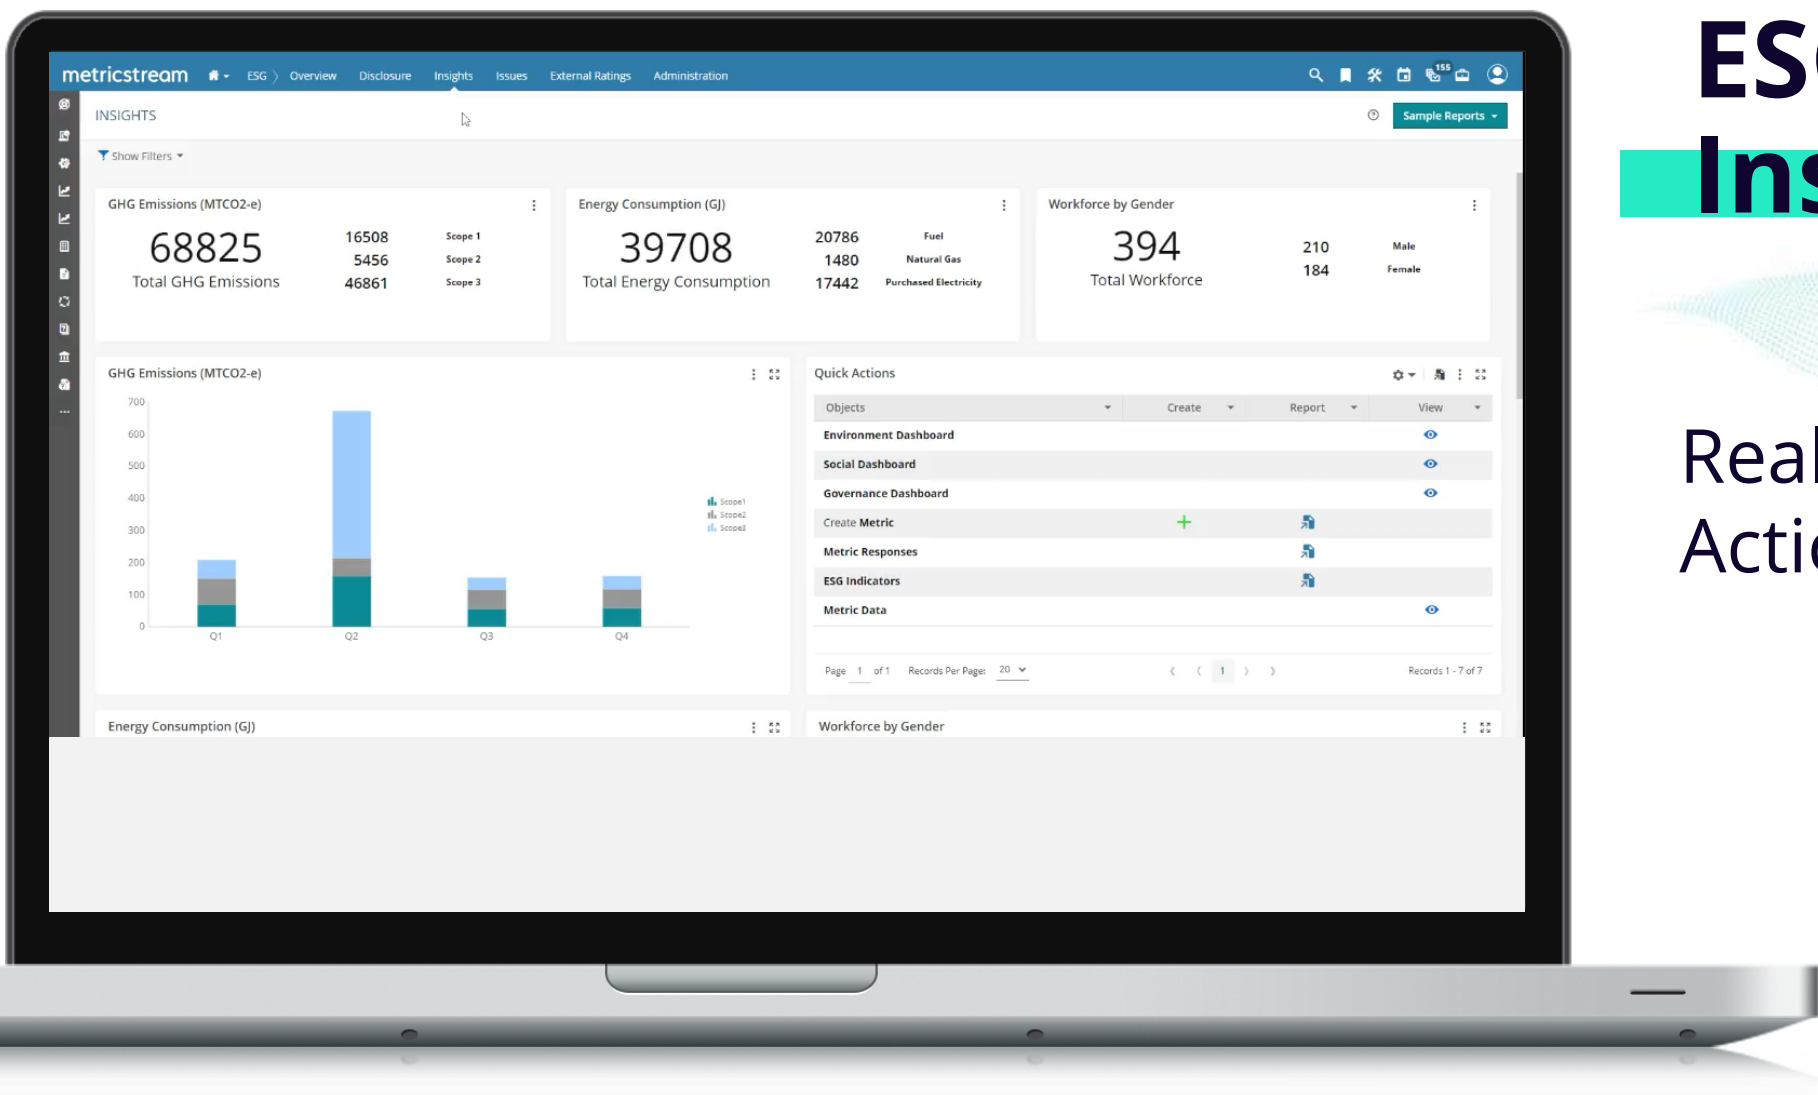 metricstream ESG Overview Disclosure Insights Issues External Ratings Administration 155
INSIGHTS Sample Reports
Show Filters
GHG Emissions (MTCO2-e)
68825
Total GHG Emissions
16508 Scope 1
5456 Scope 2
46861 Scope 3
Energy Consumption (GJ)
39708
Total Energy Consumption
20786 Fuel
1480 Natural Gas
17442 Purchased Electricity
Workforce by Gender
394
Total Workforce
210 Male
184 Female
GHG Emissions (MTCO2-e)
700
600
500
400
300
200
100
0
Q1 Q2 Q3 Q4
Scope1
Scope2
Scope3
Quick Actions
Objects Create Report View
Environment Dashboard
Social Dashboard
Governance Dashboard
Create Metric
Metric Responses
ESG Indicators
Metric Data
Page 1 of 1 Records Per Page: 20 1 Records 1 - 7 of 7
Energy Consumption (GJ)
Workforce by Gender
ES
Ins
Real
Acti